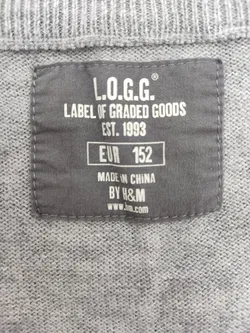 L.O.G.G.®
LABEL OF GRADED GOODS
EST. 1993
EUR 152
MADE IN CHINA
BY H&M
www.hm.com